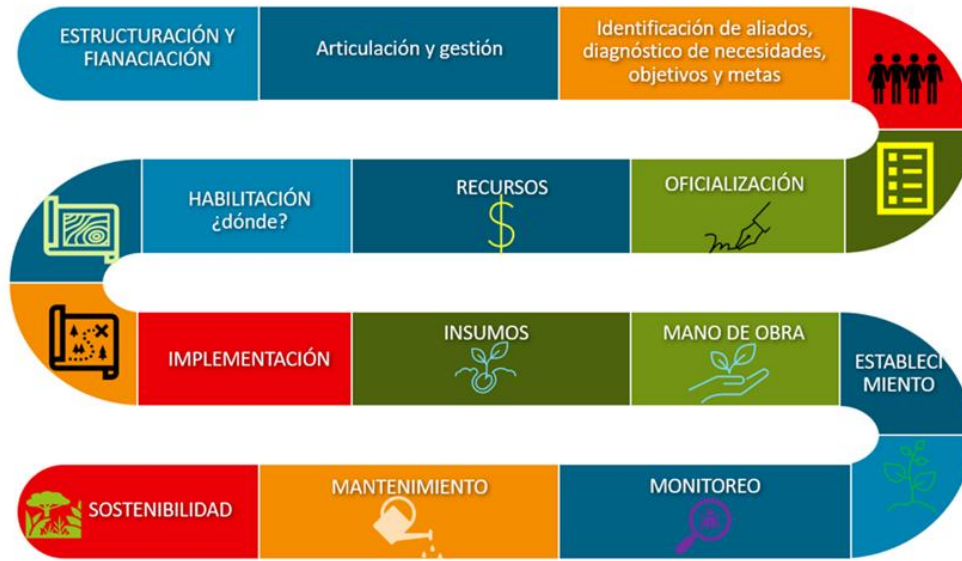 ESTRUCTURACIÓN Y
FIANACIACIÓN
Articulación y gestión
Identificación de aliados,
diagnóstico de necesidades,
objetivos y metas
OFICIALIZACIÓN
RECURSOS
$
HABILITACIÓN
¿dónde?
IMPLEMENTACIÓN
INSUMOS
MANO DE OBRA
ESTABLECI
MIENTO
MONITOREO
MANTENIMIENTO
SOSTENIBILIDAD